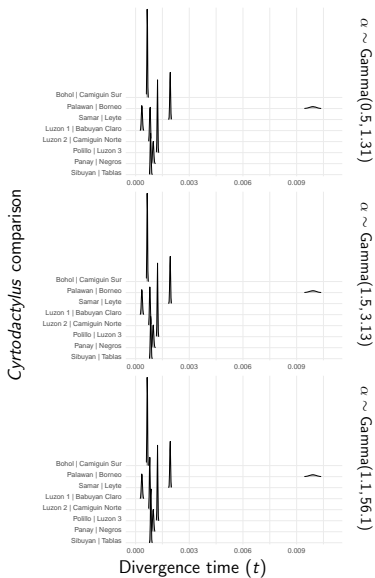 α ~ Gamma(0.5, 1.31)
Bohol | Camiguin Sur
Palawan | Borneo
Samar | Leyte
Luzon 1 | Babuyan Claro
Luzon 2 | Camiguin Norte
Polillo | Luzon 3
Panay | Negros
Sibuyan | Tablas
0.000 0.003 0.006 0.009
α ~ Gamma(1.5, 3.13)
Bohol | Camiguin Sur
Palawan | Borneo
Samar | Leyte
Luzon 1 | Babuyan Claro
Luzon 2 | Camiguin Norte
Polillo | Luzon 3
Panay | Negros
Sibuyan | Tablas
0.000 0.003 0.006 0.009
Cyrtodactylus comparison
α ~ Gamma(1.1, 56.1)
Bohol | Camiguin Sur
Palawan | Borneo
Samar | Leyte
Luzon 1 | Babuyan Claro
Luzon 2 | Camiguin Norte
Polillo | Luzon 3
Panay | Negros
Sibuyan | Tablas
0.000 0.003 0.006 0.009
Divergence time (t)